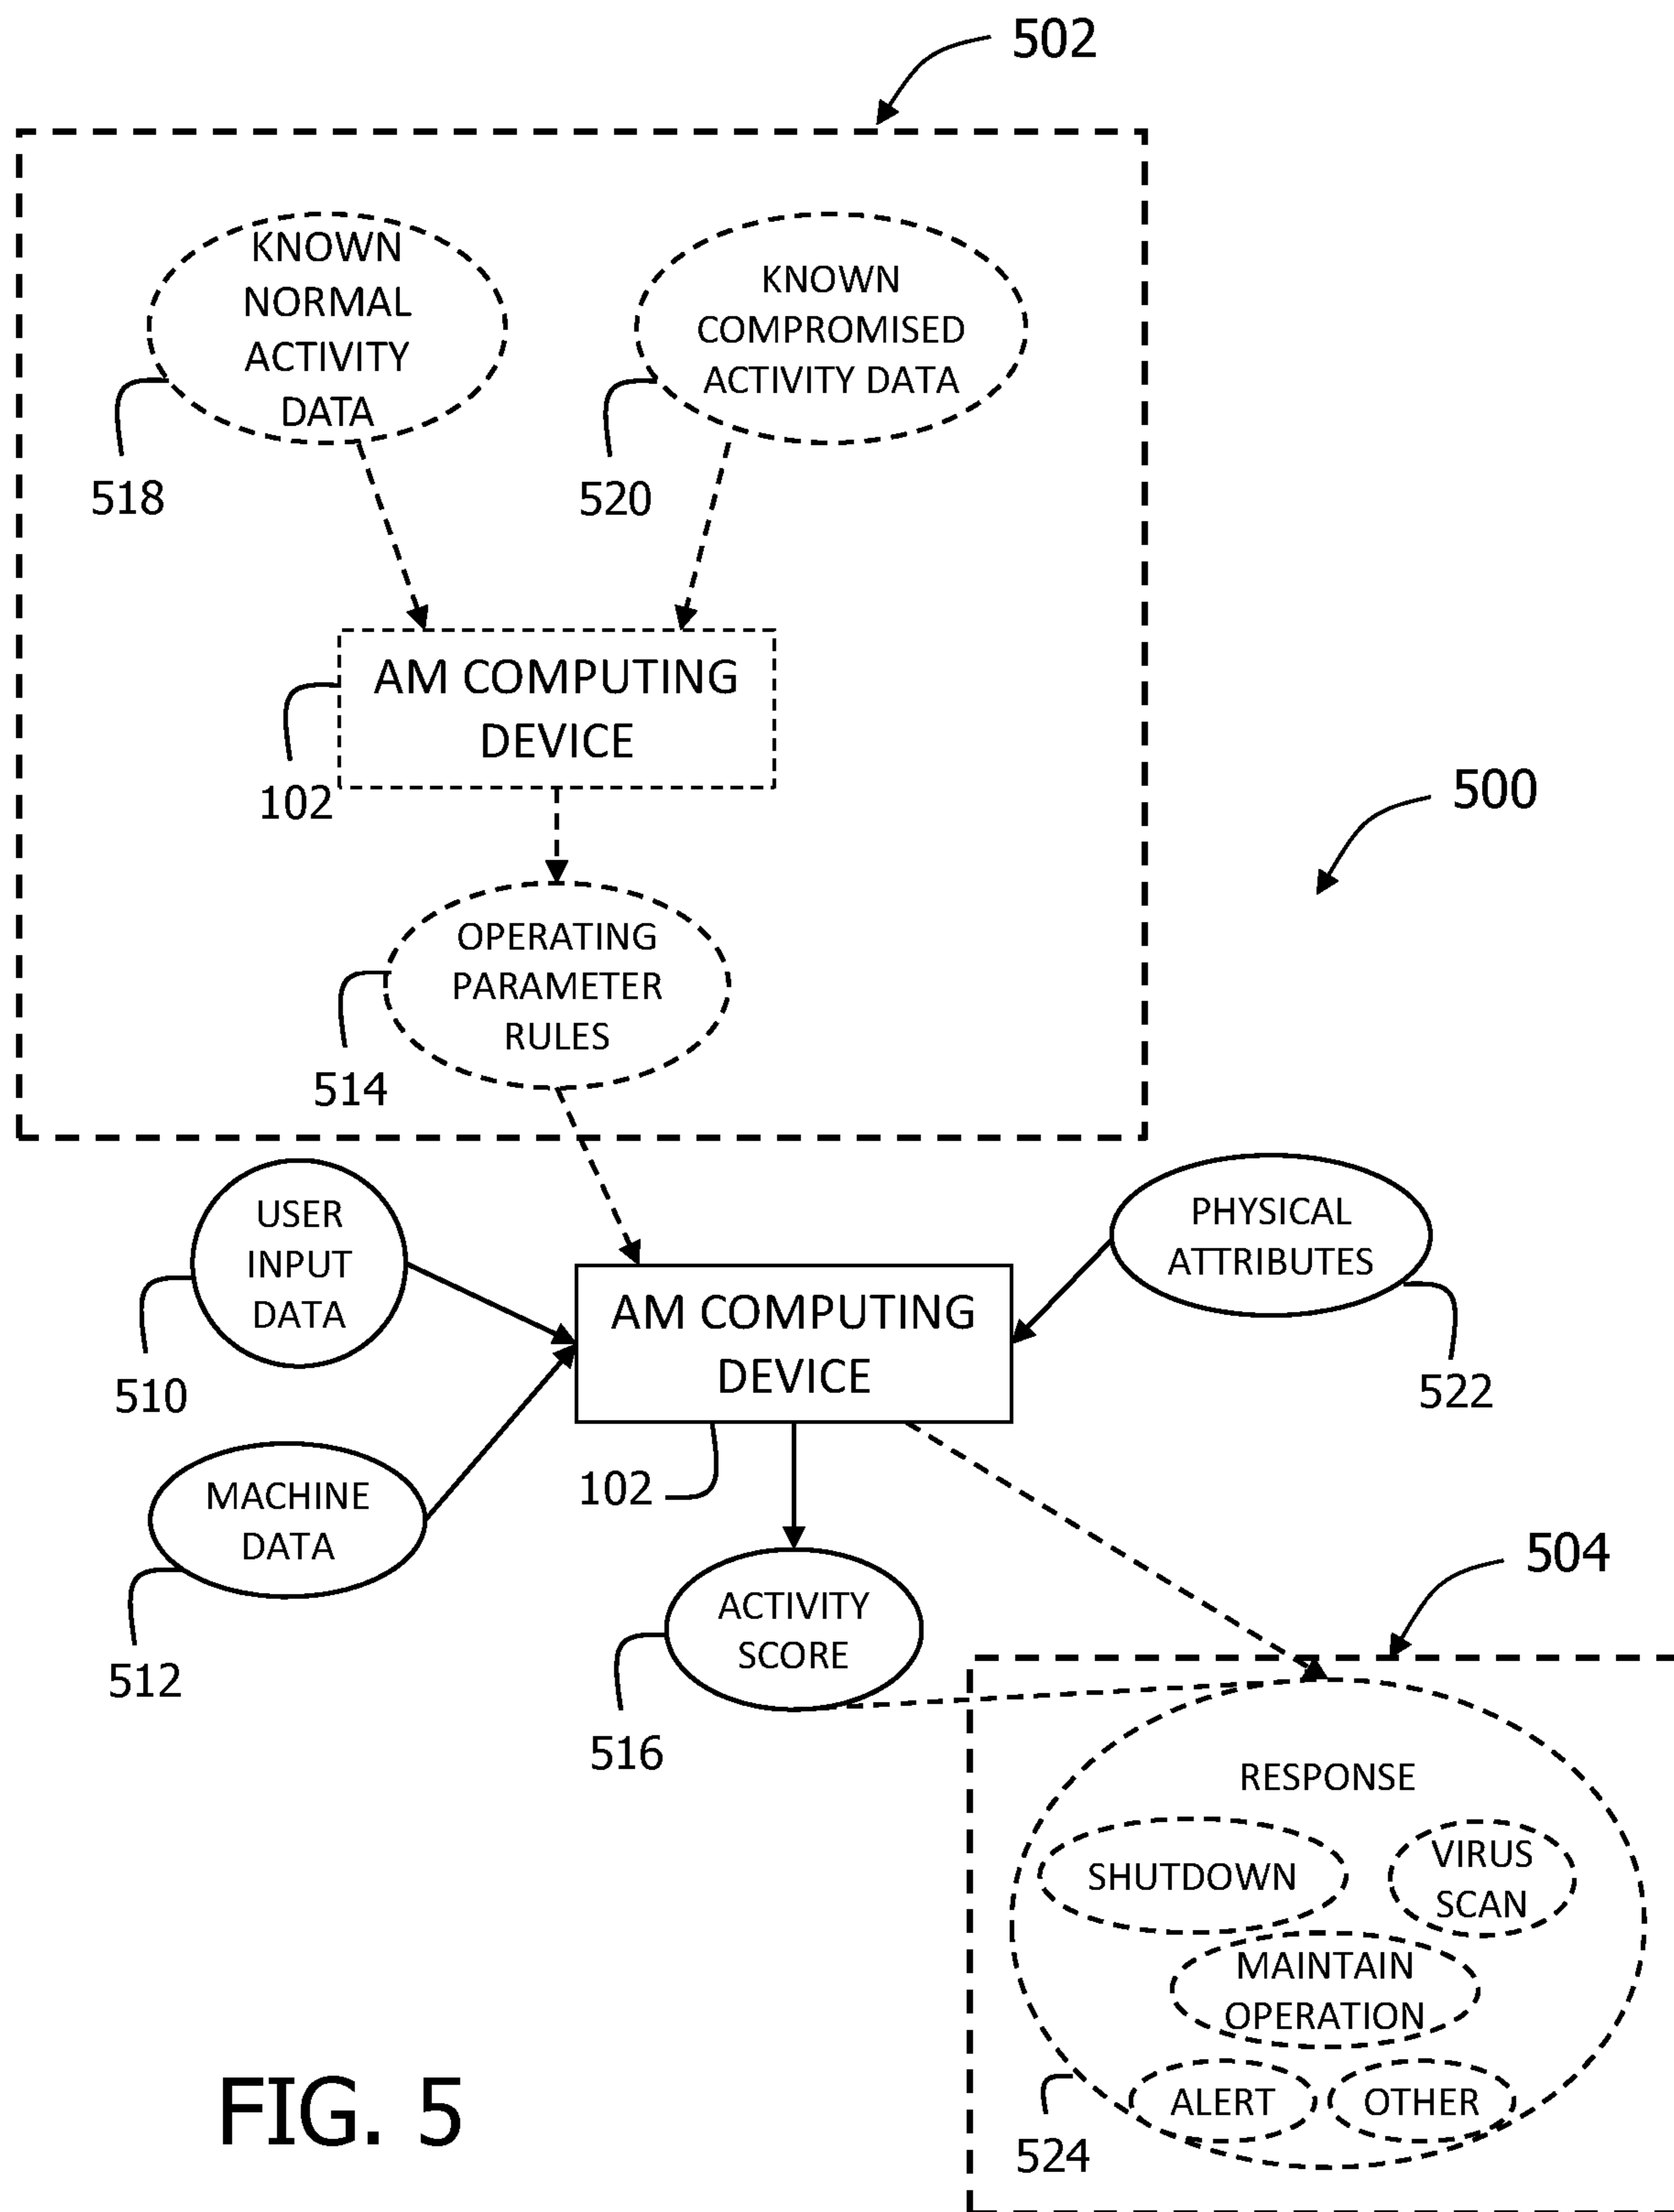 502
KNOWN
NORMAL
ACTIVITY
DATA
518
KNOWN
COMPROMISED
ACTIVITY DATA
520
AM COMPUTING
DEVICE
102
500
OPERATING
PARAMETER
RULES
514
USER
INPUT
DATA
510
PHYSICAL
ATTRIBUTES
522
AM COMPUTING
DEVICE
102
MACHINE
DATA
512
ACTIVITY
SCORE
516
504
RESPONSE
SHUTDOWN
VIRUS
SCAN
MAINTAIN
OPERATION
ALERT
OTHER
524
FIG. 5